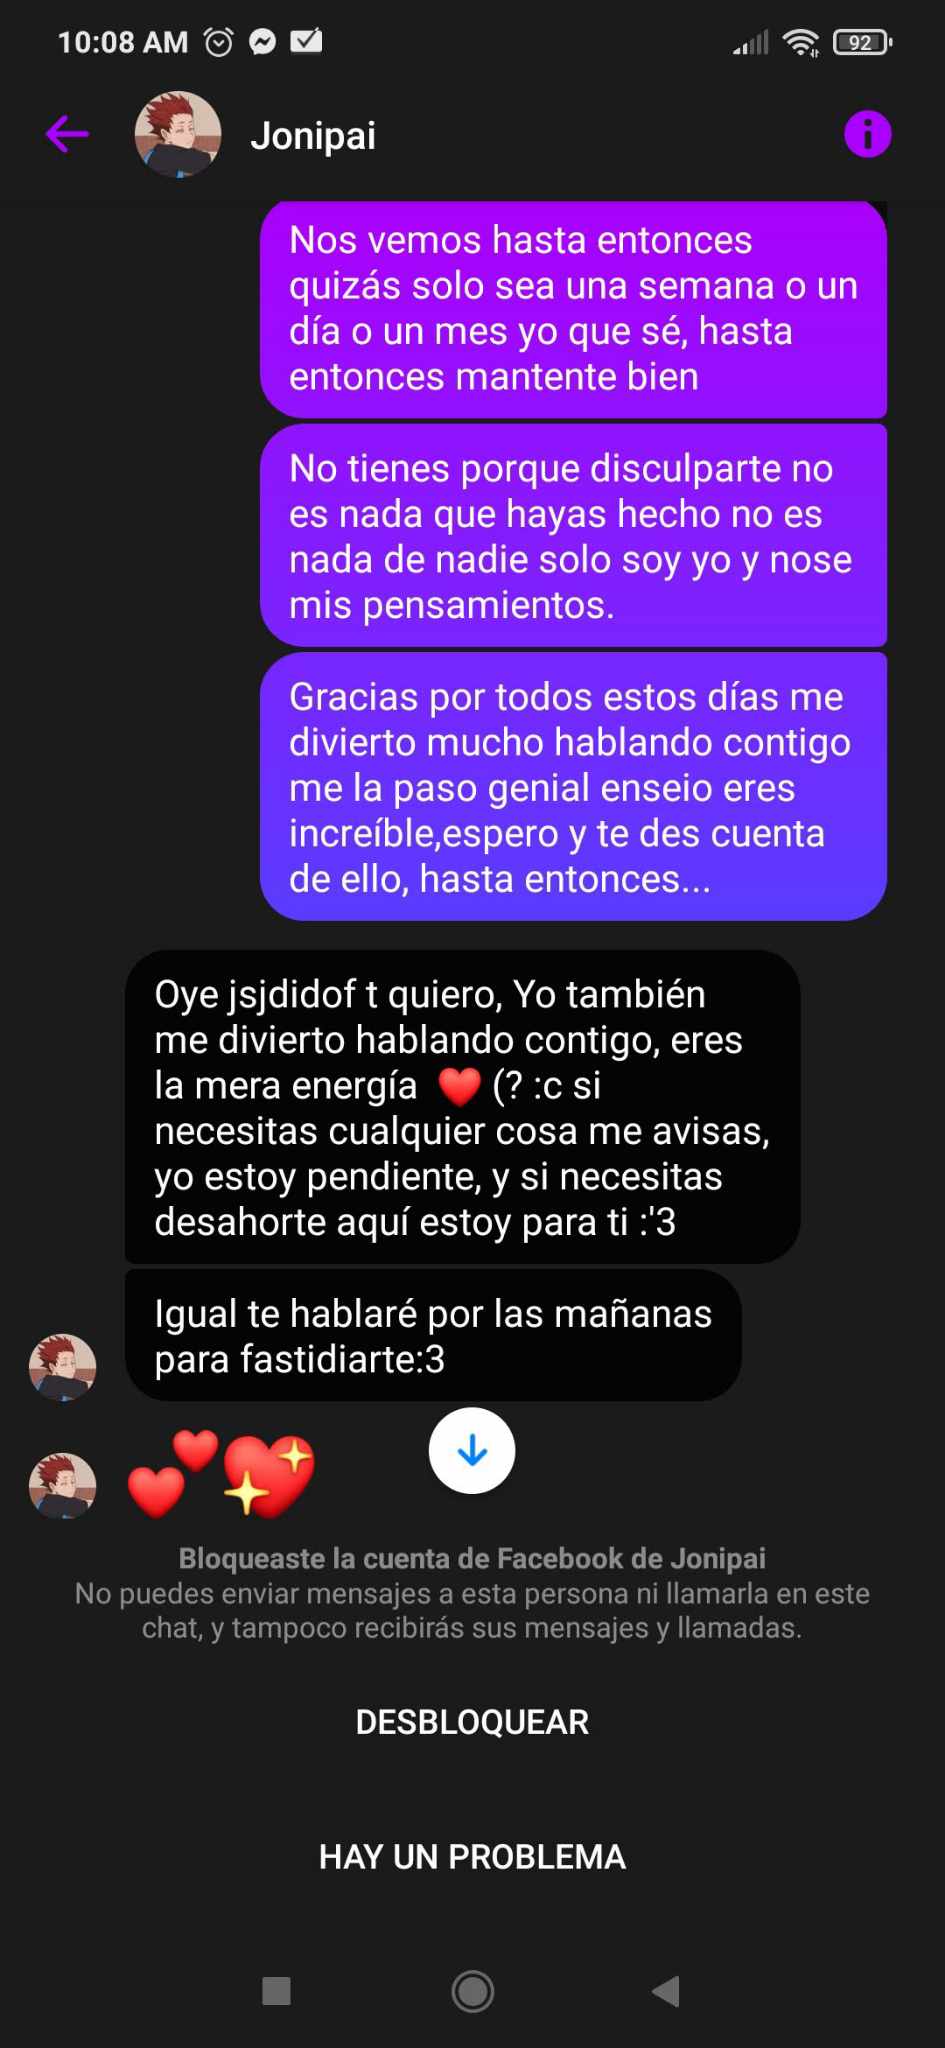 10:08 AM
92
Jonipai
Nos vemos hasta entonces
quizás solo sea una semana o un
día o un mes yo que sé, hasta
entonces mantente bien
No tienes porque disculparte no
es nada que hayas hecho no es
nada de nadie solo soy yo y nose
mis pensamientos.
Gracias por todos estos días me
divierto mucho hablando contigo
me la paso genial enseio eres
increíble,espero y te des cuenta
de ello, hasta entonces...
Oye jsjdidof t quiero, Yo también
me divierto hablando contigo, eres
la mera energía ❤️ (? :c si
necesitas cualquier cosa me avisas,
yo estoy pendiente, y si necesitas
desahorte aquí estoy para ti :'3
Igual te hablaré por las mañanas
para fastidiarte:3
💕💖
Bloqueaste la cuenta de Facebook de Jonipai
No puedes enviar mensajes a esta persona ni llamarla en este
chat, y tampoco recibirás sus mensajes y llamadas.
DESBLOQUEAR
HAY UN PROBLEMA